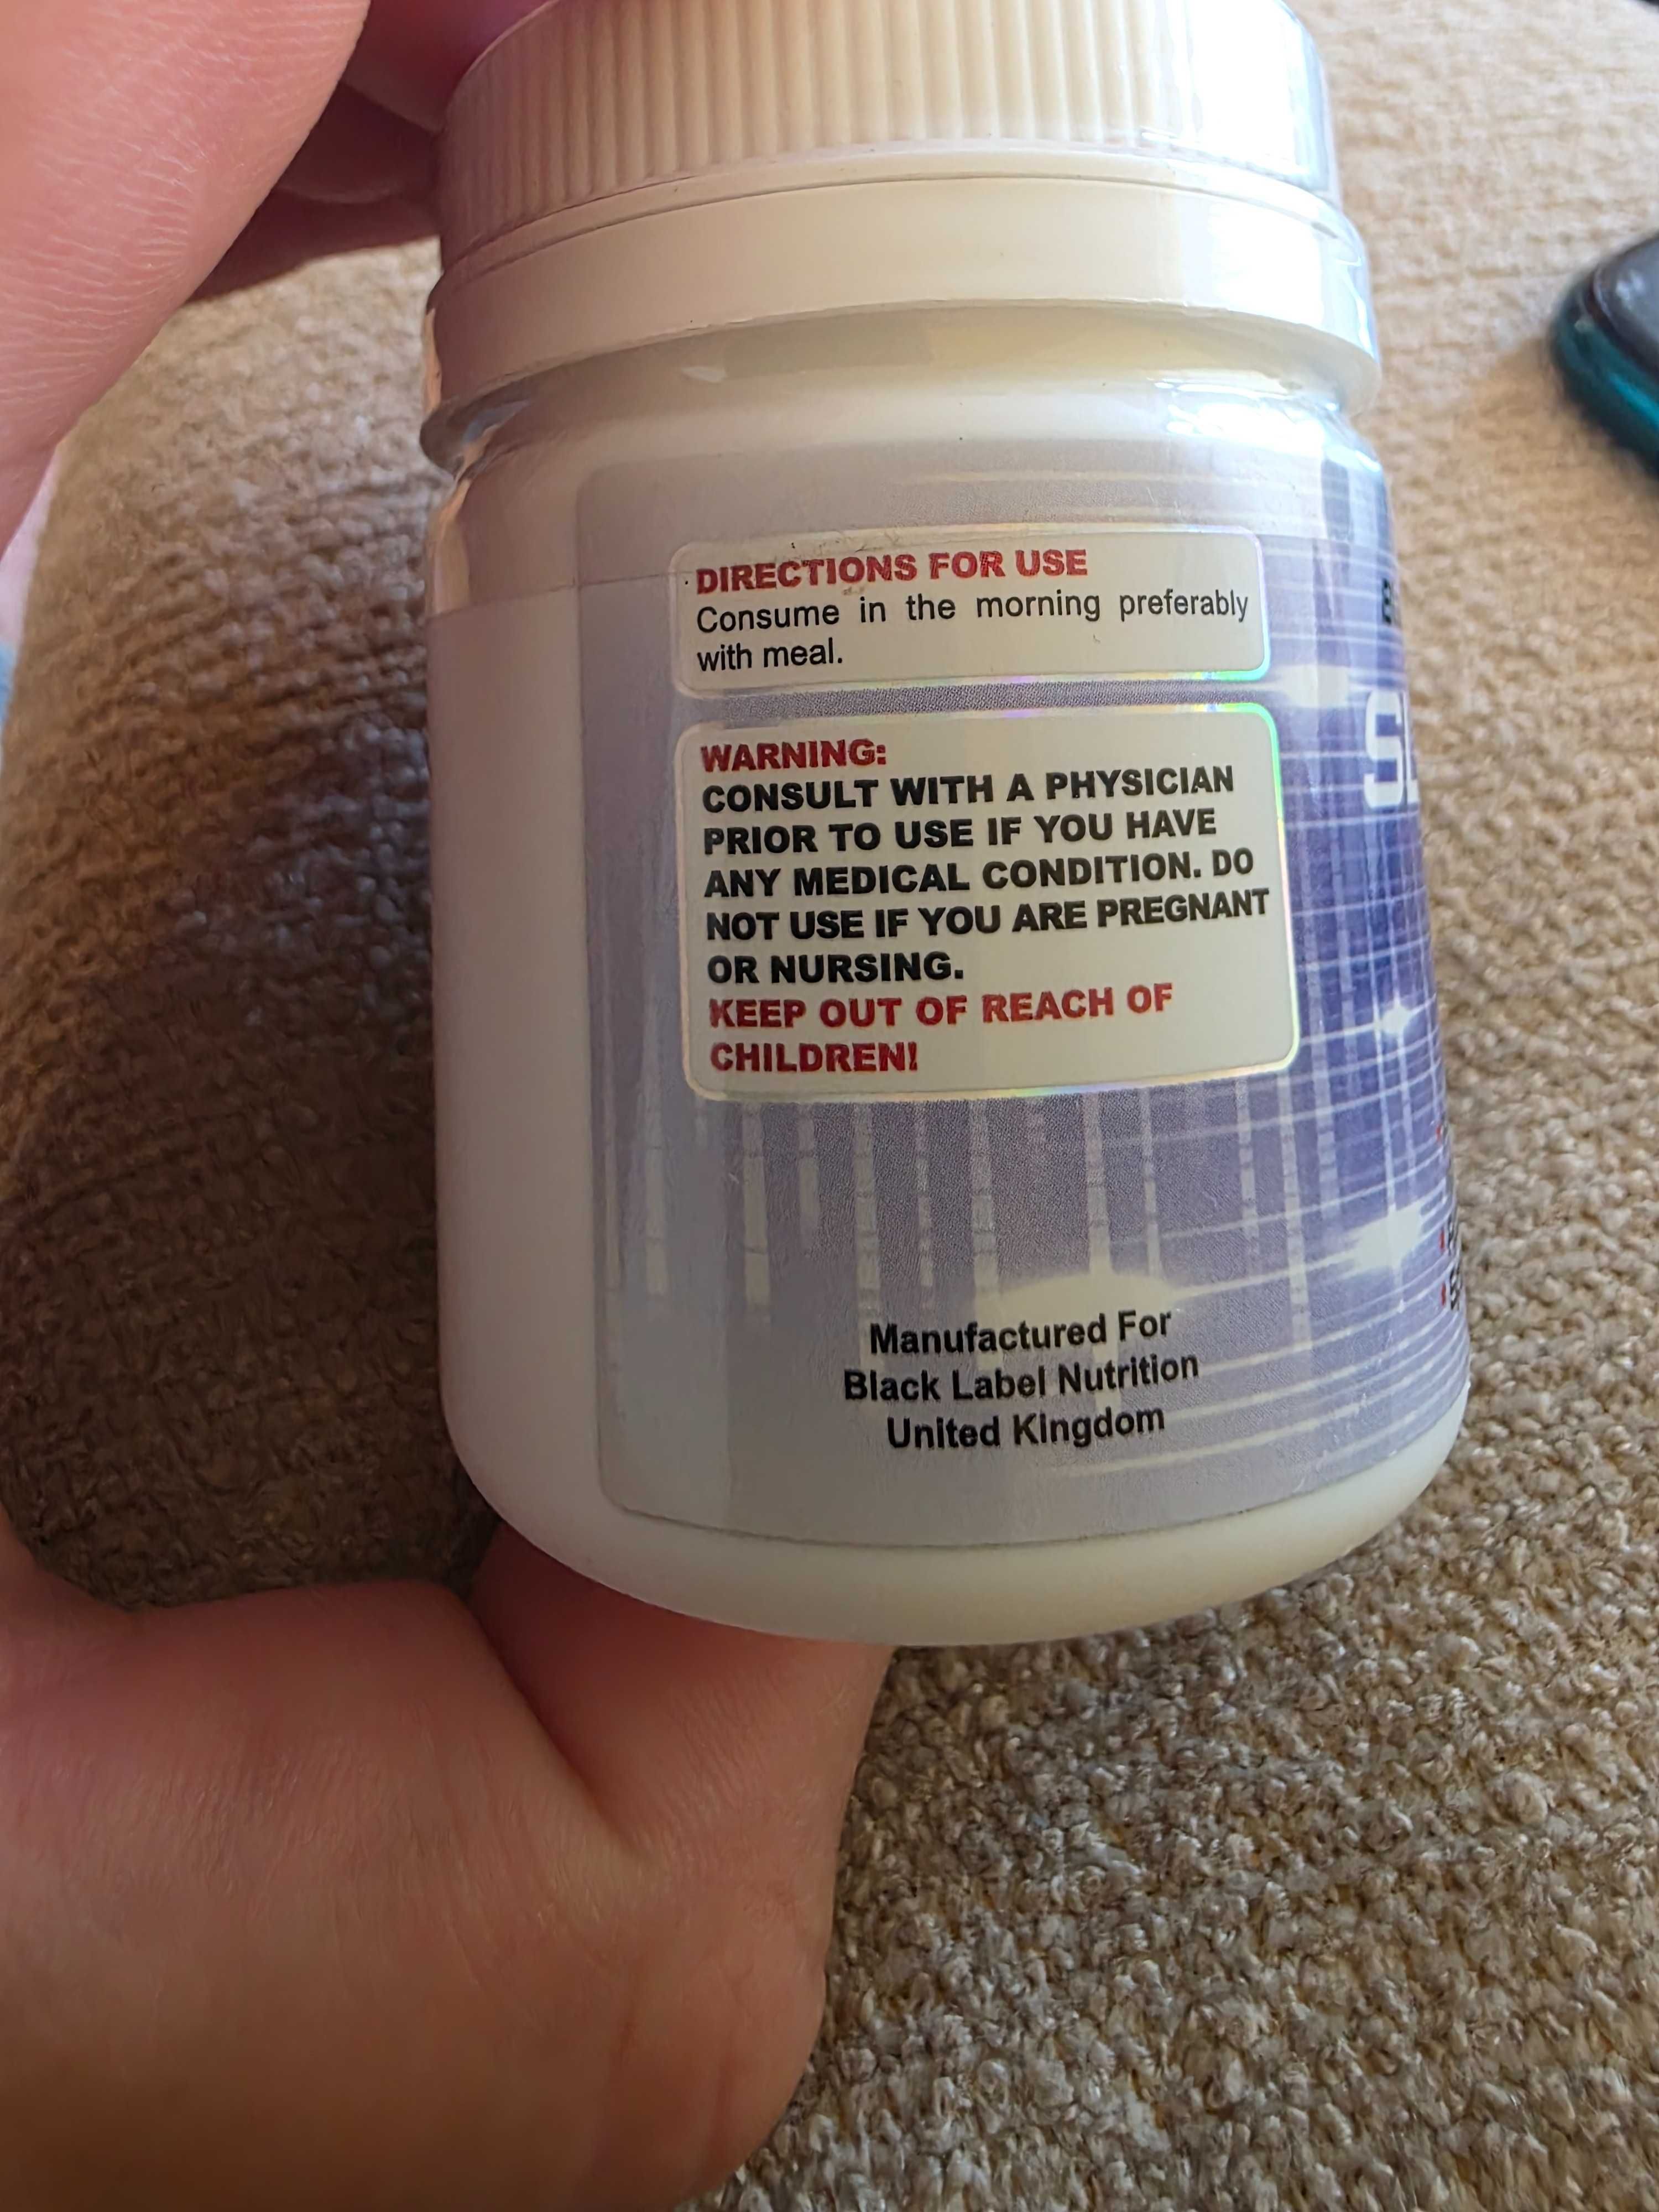 DIRECTIONS FOR USE
Consume in the morning preferably
with meal.
WARNING:
CONSULT WITH A PHYSICIAN
PRIOR TO USE IF YOU HAVE
ANY MEDICAL CONDITION. DO
NOT USE IF YOU ARE PREGNANT
OR NURSING.
KEEP OUT OF REACH OF
CHILDREN!
Manufactured For
Black Label Nutrition
United Kingdom